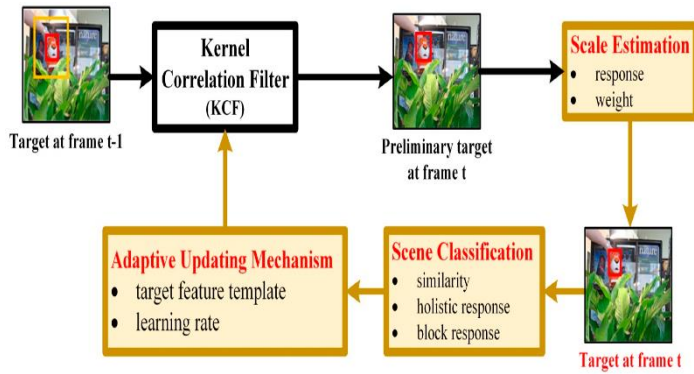 Kernel
Correlation Filter
(KCF)
Scale Estimation
• response
• weight
Target at frame t-1
Preliminary target
at frame t
Adaptive Updating Mechanism
• target feature template
• learning rate
Scene Classification
• similarity
• holistic response
• block response
Target at frame t